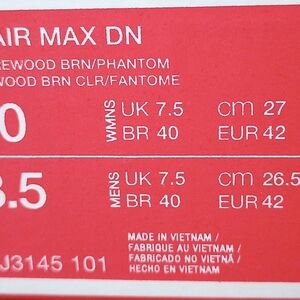 AIR MAX DN
REWOOD BRN/PHANTOM
WOOD BRN CLR/FANTOME
0 WMNS UK 7.5 CM 27
BR 40 EUR 42
3.5 MENS UK 7.5 CM 26.5
BR 40 EUR 42
MADE IN VIETNAM /
FABRIQUE AU VIETNAM /
FABRICADO NO VIETNÃ /
HECHO EN VIETNAM
J3145 101